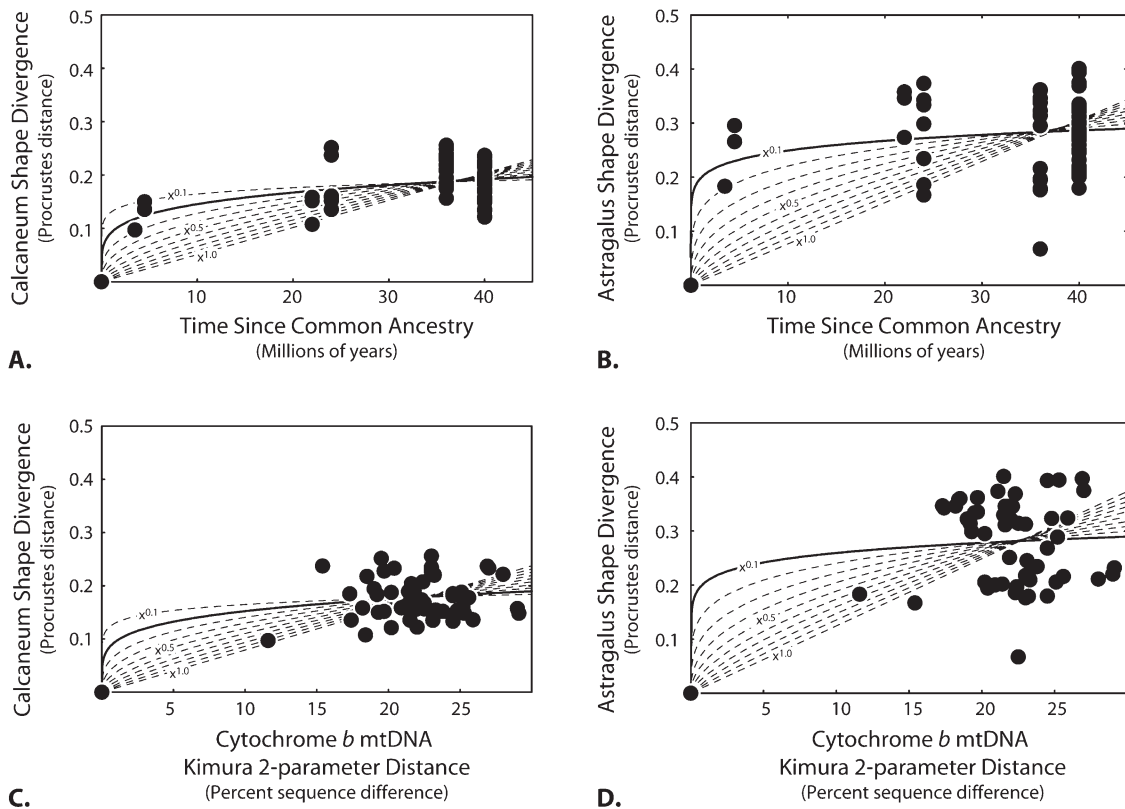 Calcaneum Shape Divergence
(Procrustes distance)
0.5
0.4
0.3
0.2
0.1
x0.1
x0.5
x1.0
10
20
30
40
Time Since Common Ancestry
(Millions of years)
A.
Astragalus Shape Divergence
(Procrustes distance)
0.5
0.4
0.3
0.2
0.1
x0.1
x0.5
x1.0
10
20
30
40
Time Since Common Ancestry
(Millions of years)
B.
Calcaneum Shape Divergence
(Procrustes distance)
0.5
0.4
0.3
0.2
0.1
x0.1
x0.5
x1.0
5
10
15
20
25
Cytochrome b mtDNA
Kimura 2-parameter Distance
(Percent sequence difference)
C.
Astragalus Shape Divergence
(Procrustes distance)
0.5
0.4
0.3
0.2
0.1
x0.1
x0.5
x1.0
5
10
15
20
25
Cytochrome b mtDNA
Kimura 2-parameter Distance
(Percent sequence difference)
D.